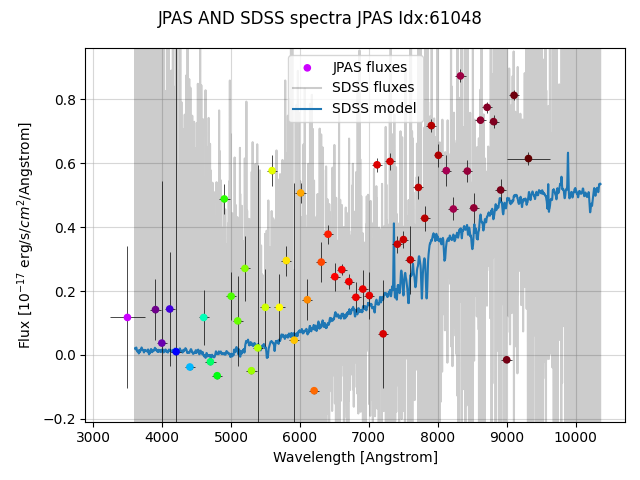 JPAS AND SDSS spectra JPAS Idx:61048
JPAS fluxes
SDSS fluxes
SDSS model
Flux [10⁻¹⁷ erg/s/cm²/Angstrom]
0.8
0.6
0.4
0.2
0.0
−0.2
3000 4000 5000 6000 7000 8000 9000 10000
Wavelength [Angstrom]